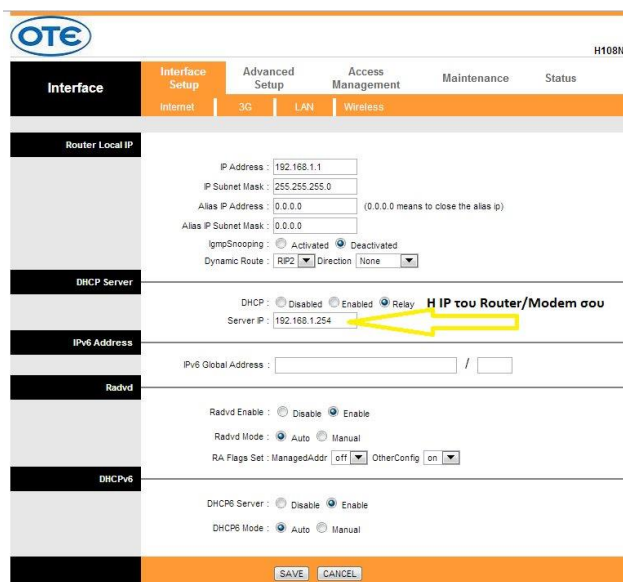 OTE
H108N
Interface
Interface Setup
Advanced Setup
Access Management
Maintenance
Status
Internet
3G
LAN
Wireless
Router Local IP
IP Address : 192.168.1.1
IP Subnet Mask : 255.255.255.0
Alias IP Address : 0.0.0.0 (0.0.0.0 means to close the alias ip)
Alias IP Subnet Mask : 0.0.0.0
IgmpSnooping : Activated Deactivated
Dynamic Route : RIP2 Direction None
DHCP Server
DHCP : Disabled Enabled Relay Η IP του Router/Modem σου
Server IP : 192.168.1.254
IPv6 Address
IPv6 Global Address : /
Radvd
Radvd Enable : Disable Enable
Radvd Mode : Auto Manual
RA Flags Set : ManagedAddr off OtherConfig on
DHCPv6
DHCP6 Server : Disable Enable
DHCP6 Mode : Auto Manual
SAVE CANCEL